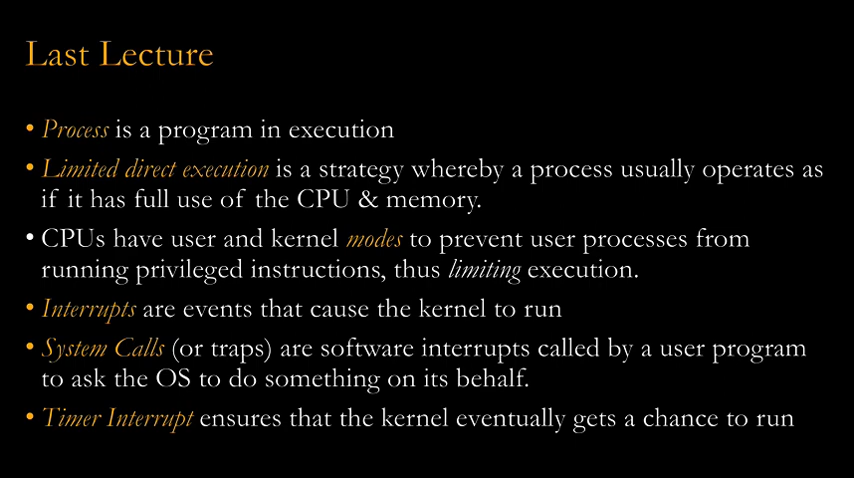 Last Lecture
• Process is a program in execution
• Limited direct execution is a strategy whereby a process usually operates as
if it has full use of the CPU & memory.
• CPUs have user and kernel modes to prevent user processes from
running privileged instructions, thus limiting execution.
• Interrupts are events that cause the kernel to run
• System Calls (or traps) are software interrupts called by a user program
to ask the OS to do something on its behalf.
• Timer Interrupt ensures that the kernel eventually gets a chance to run